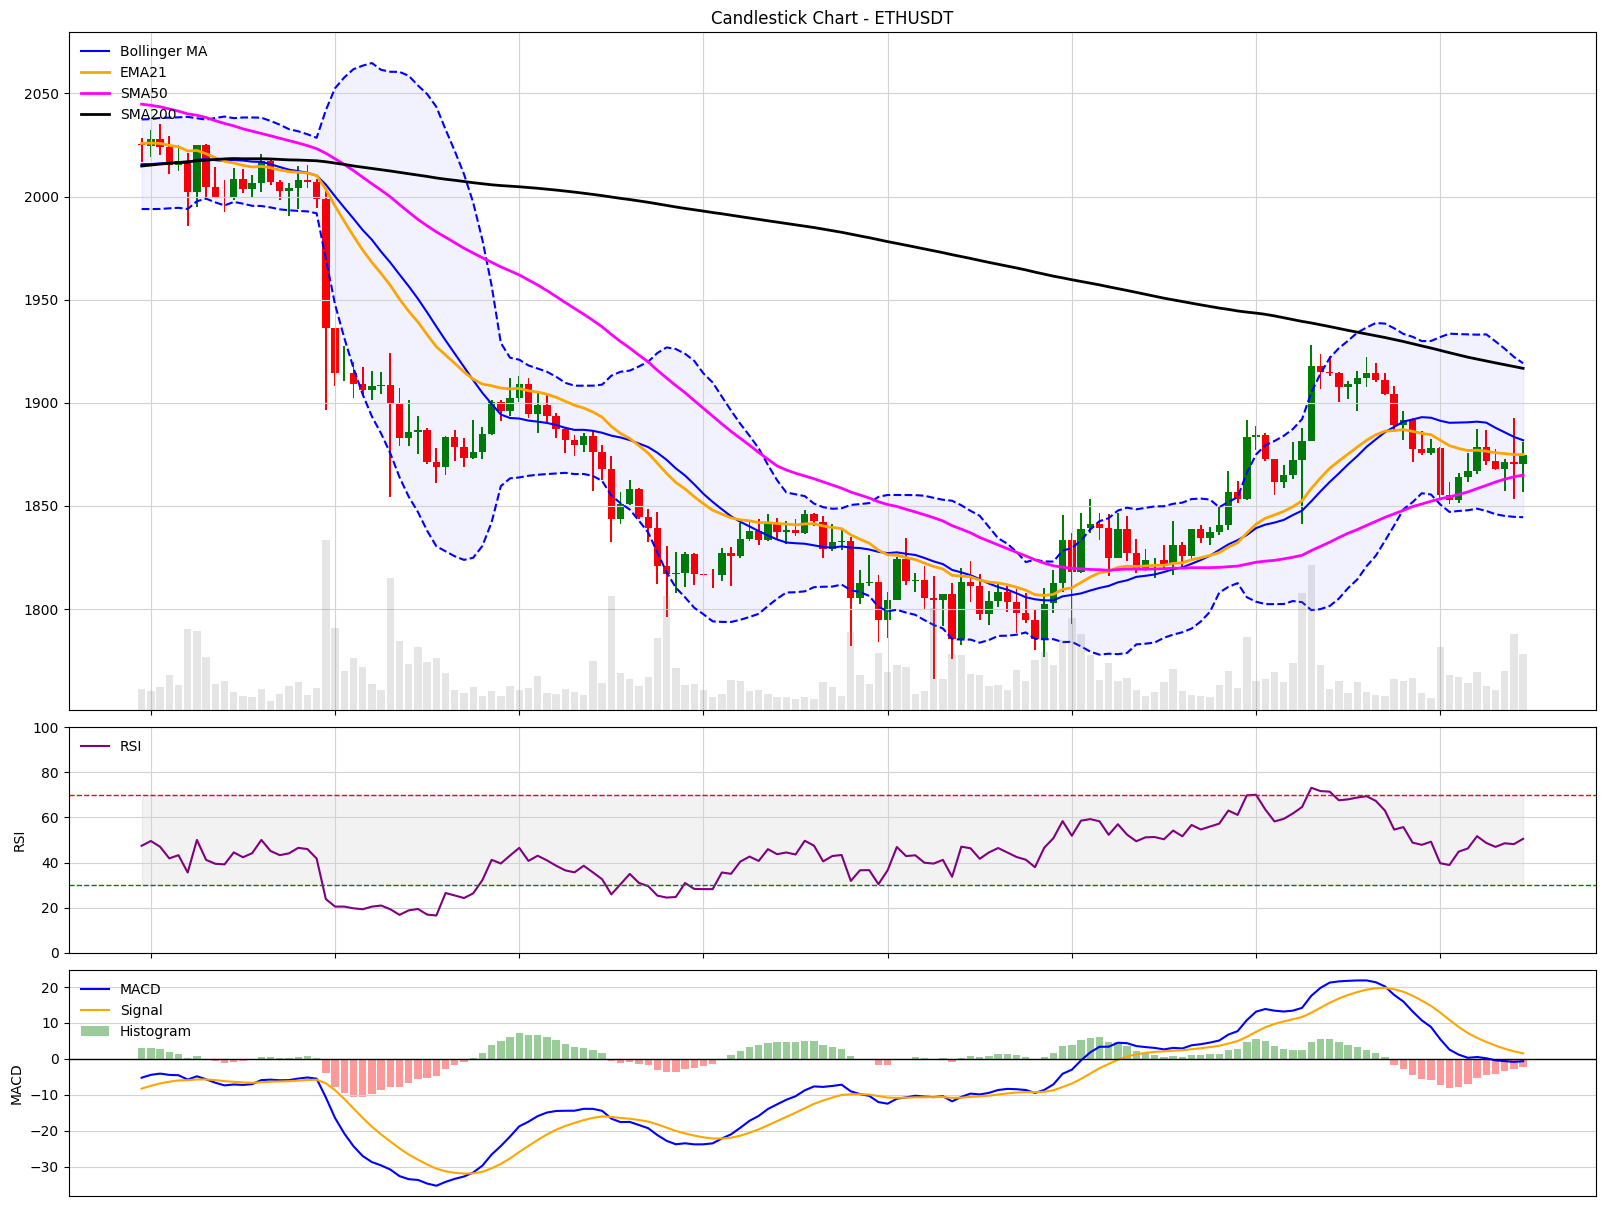 Candlestick Chart - ETHUSDT
Bollinger MA
EMA21
SMA50
SMA200
2050
2000
1950
1900
1850
1800
RSI
100
80
60
40
20
0
RSI
MACD
Signal
Histogram
20
10
0
−10
−20
−30
MACD